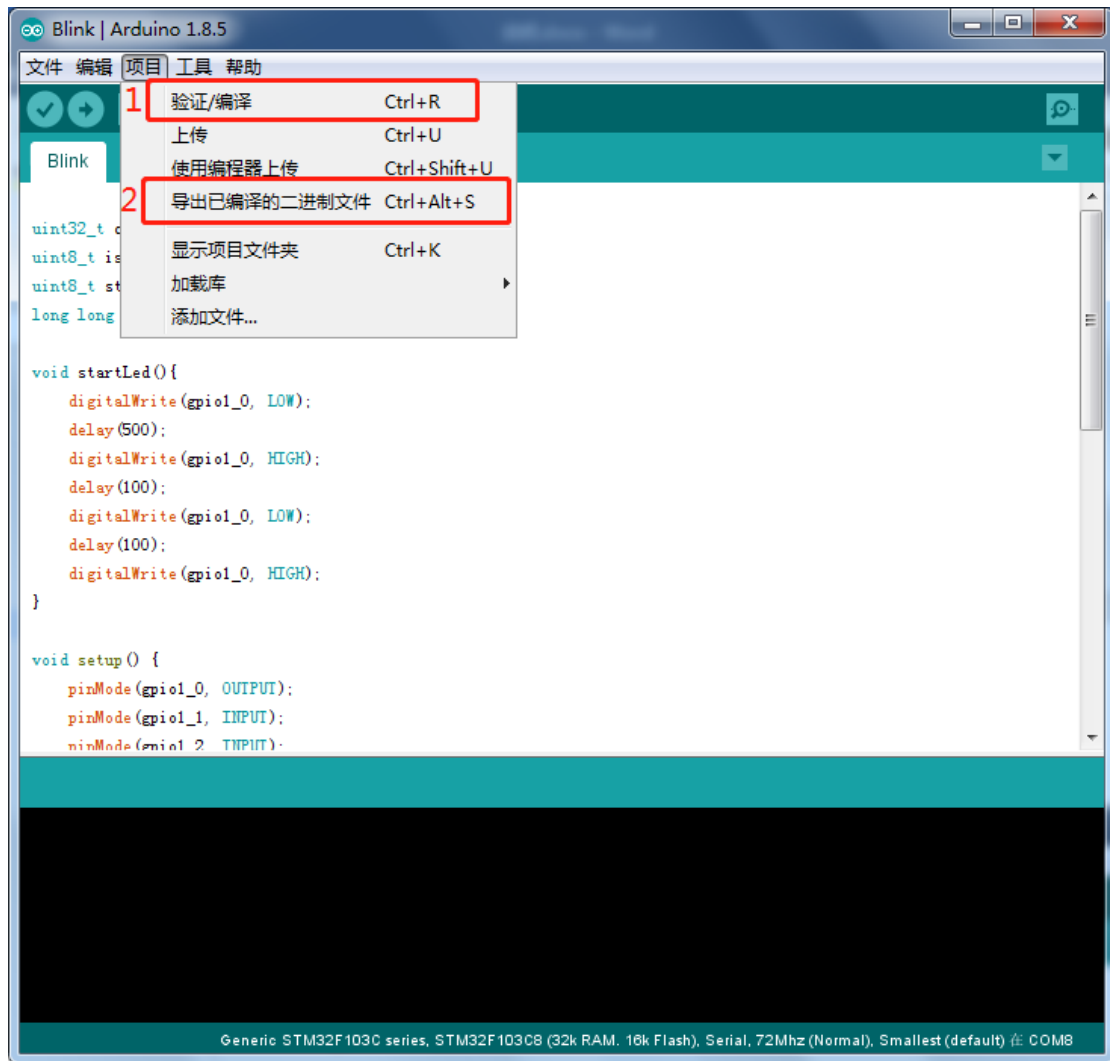 Blink | Arduino 1.8.5
文件 编辑 项目 工具 帮助
1 验证/编译 Ctrl+R
上传 Ctrl+U
使用编程器上传 Ctrl+Shift+U
2 导出已编译的二进制文件 Ctrl+Alt+S
显示项目文件夹 Ctrl+K
加载库
添加文件...
Blink
uint32_t
uint8_t is
uint8_t st
long long
void startLed(){
digitalWrite(gpio1_0, LOW);
delay(500);
digitalWrite(gpio1_0, HIGH);
delay(100);
digitalWrite(gpio1_0, LOW);
delay(100);
digitalWrite(gpio1_0, HIGH);
}
void setup() {
pinMode(gpio1_0, OUTPUT);
pinMode(gpio1_1, INPUT);
pinMode(gpio1_2, INPUT);
Generic STM32F103C series, STM32F103C8 (32k RAM. 16k Flash), Serial, 72Mhz (Normal), Smallest (default) 在 COM8